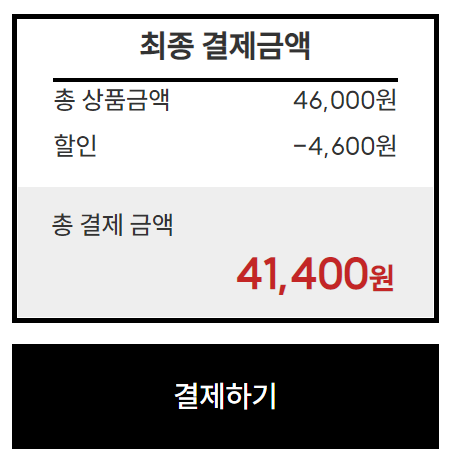 최종 결제금액
총 상품금액 46,000원
할인 -4,600원
총 결제 금액
41,400원
결제하기